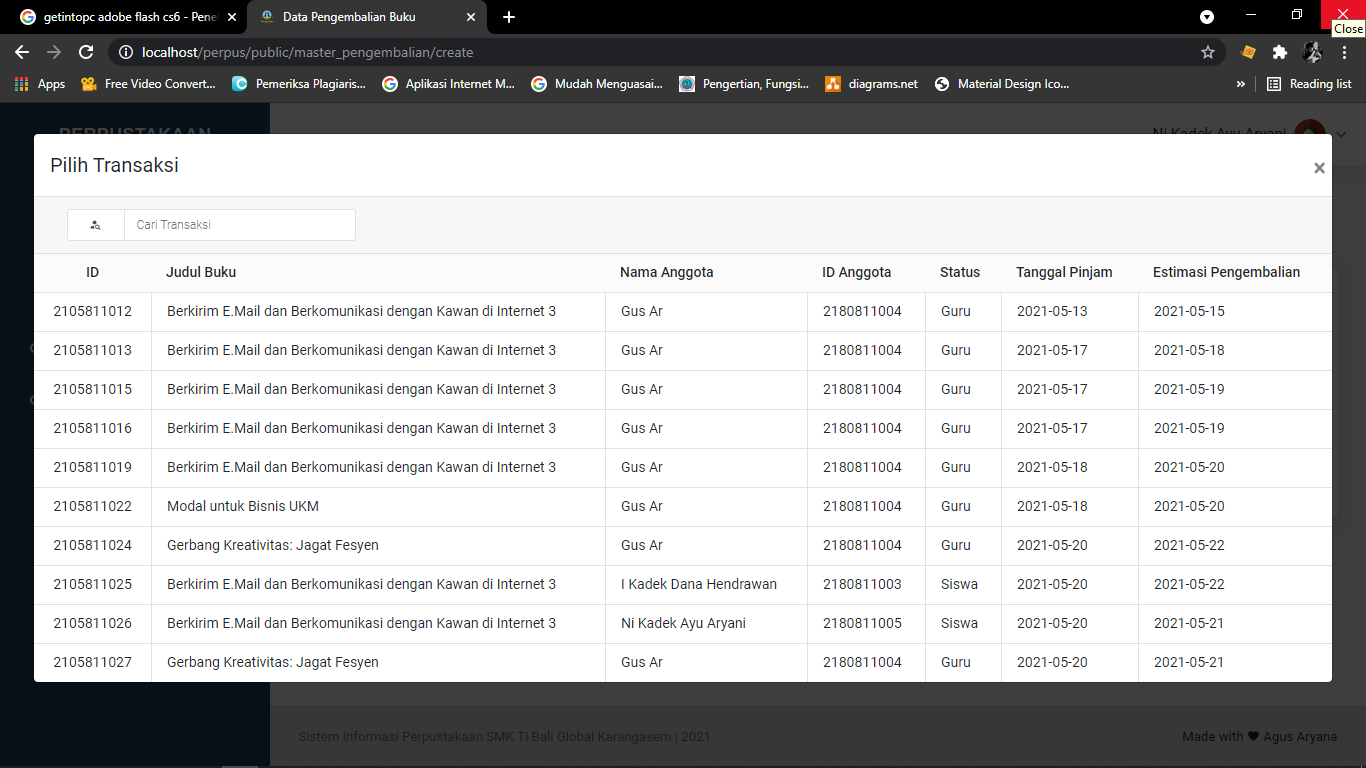 getintopc adobe flash cs6 - Pene
Data Pengembalian Buku
Close
localhost/perpus/public/master_pengembalian/create
Apps Free Video Convert... Pemeriksa Plagiaris... Aplikasi Internet M... Mudah Menguasai... Pengertian, Fungsi... diagrams.net Material Design Ico... » Reading list
PERPUSTAKAAN
Ni Kadek Ayu Aryani
Pilih Transaksi ×
Cari Transaksi
ID Judul Buku Nama Anggota ID Anggota Status Tanggal Pinjam Estimasi Pengembalian
2105811012 Berkirim E.Mail dan Berkomunikasi dengan Kawan di Internet 3 Gus Ar 2180811004 Guru 2021-05-13 2021-05-15
2105811013 Berkirim E.Mail dan Berkomunikasi dengan Kawan di Internet 3 Gus Ar 2180811004 Guru 2021-05-17 2021-05-18
2105811015 Berkirim E.Mail dan Berkomunikasi dengan Kawan di Internet 3 Gus Ar 2180811004 Guru 2021-05-17 2021-05-19
2105811016 Berkirim E.Mail dan Berkomunikasi dengan Kawan di Internet 3 Gus Ar 2180811004 Guru 2021-05-17 2021-05-19
2105811019 Berkirim E.Mail dan Berkomunikasi dengan Kawan di Internet 3 Gus Ar 2180811004 Guru 2021-05-18 2021-05-20
2105811022 Modal untuk Bisnis UKM Gus Ar 2180811004 Guru 2021-05-18 2021-05-20
2105811024 Gerbang Kreativitas: Jagat Fesyen Gus Ar 2180811004 Guru 2021-05-20 2021-05-22
2105811025 Berkirim E.Mail dan Berkomunikasi dengan Kawan di Internet 3 I Kadek Dana Hendrawan 2180811003 Siswa 2021-05-20 2021-05-22
2105811026 Berkirim E.Mail dan Berkomunikasi dengan Kawan di Internet 3 Ni Kadek Ayu Aryani 2180811005 Siswa 2021-05-20 2021-05-21
2105811027 Gerbang Kreativitas: Jagat Fesyen Gus Ar 2180811004 Guru 2021-05-20 2021-05-21
Sistem Informasi Perpustakaan SMK TI Bali Global Karangasem | 2021
Made with ♥ Agus Aryana